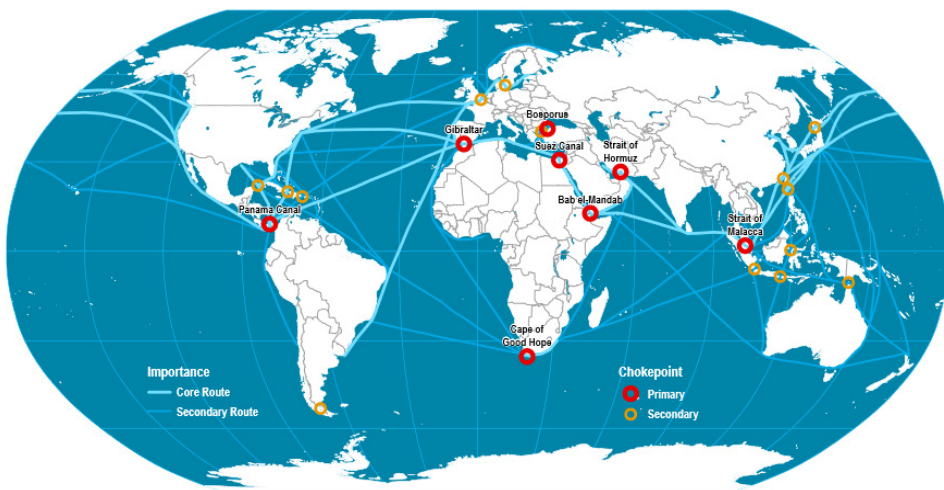 Bosporus
Gibraltar
Suez Canal
Strait of
Hormuz
Bab el-Mandab
Panama Canal
Strait of
Malacca
Cape of
Good Hope
Importance
Core Route
Secondary Route
Chokepoint
Primary
Secondary